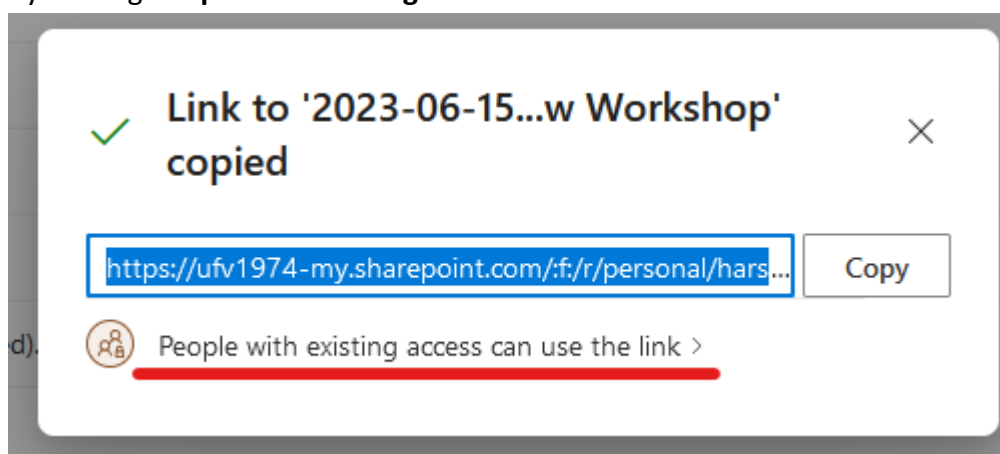 Link to '2023-06-15...w Workshop'
copied
https://ufv1974-my.sharepoint.com/:f:/r/personal/hars... Copy
d). People with existing access can use the link >